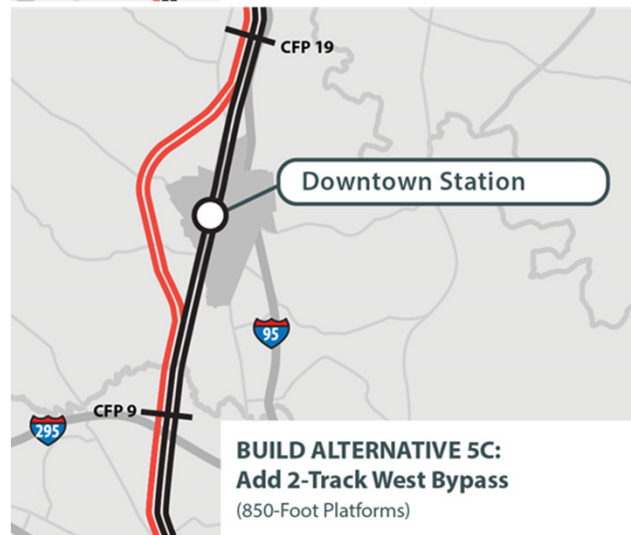 CFP 19
Downtown Station
95
CFP 9
295
BUILD ALTERNATIVE 5C:
Add 2-Track West Bypass
(850-Foot Platforms)